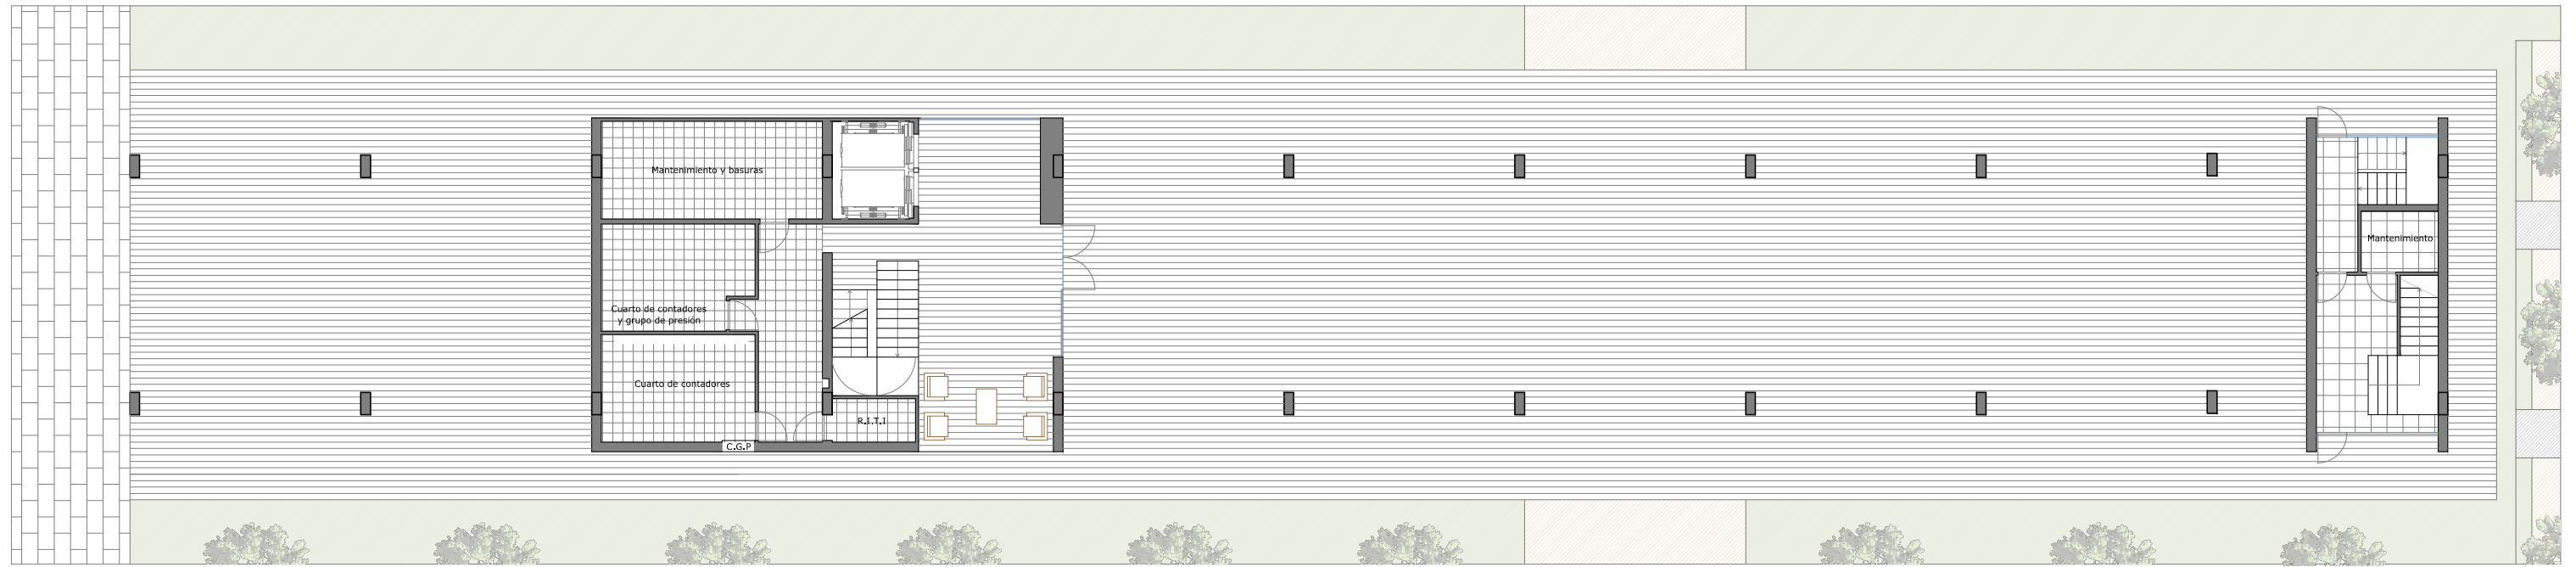 Mantenimiento y basuras
Cuarto de contadores
y grupo de presión
Cuarto de contadores
R.I.T.I
C.G.P
Mantenimiento